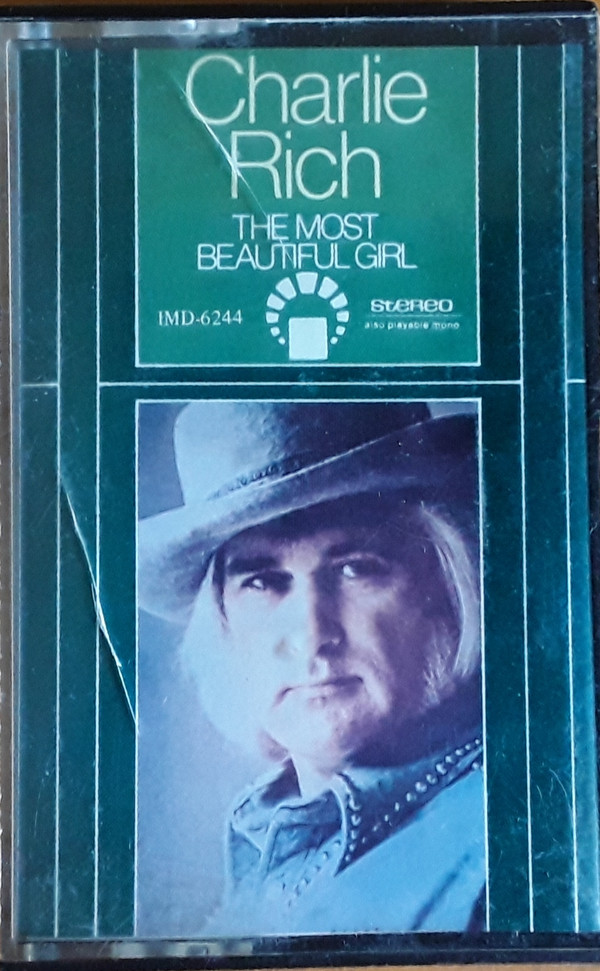 Charlie
Rich
THE MOST
BEAUTIFUL GIRL
IMD-6244
stereo
also playable mono